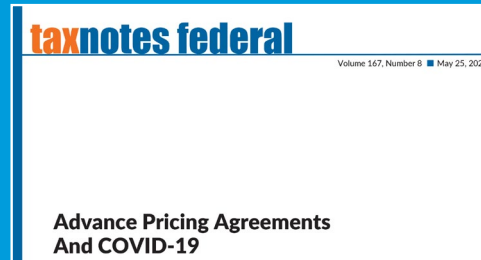 taxnotes federal
Volume 167, Number 8 ■ May 25, 202
Advance Pricing Agreements
And COVID-19